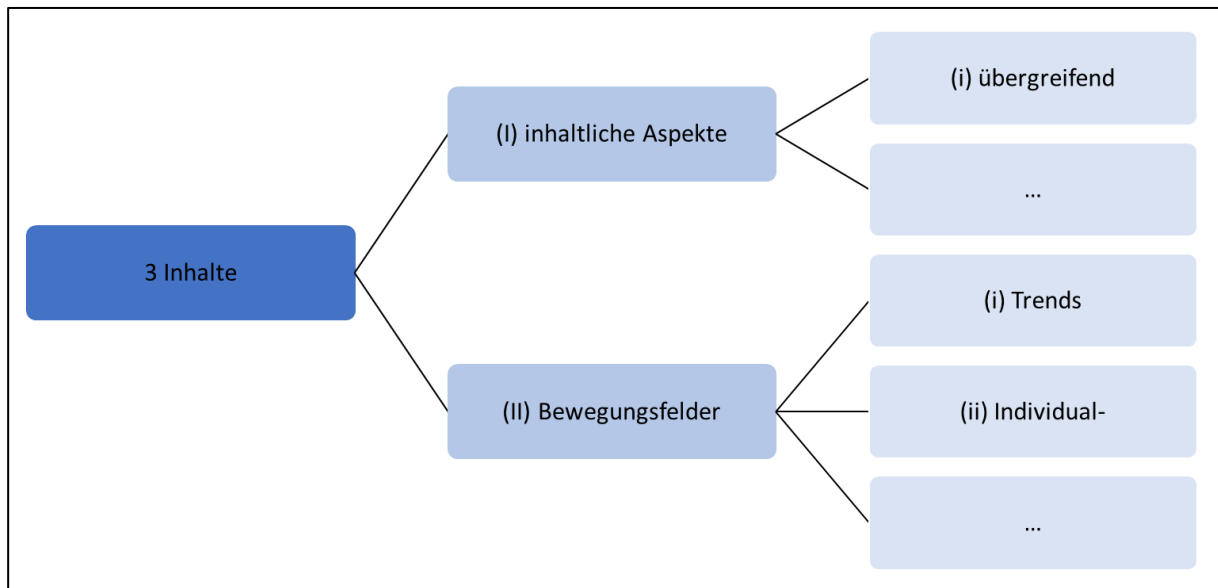 3 Inhalte
(I) inhaltliche Aspekte
(i) übergreifend
...
(II) Bewegungsfelder
(i) Trends
(ii) Individual-
...